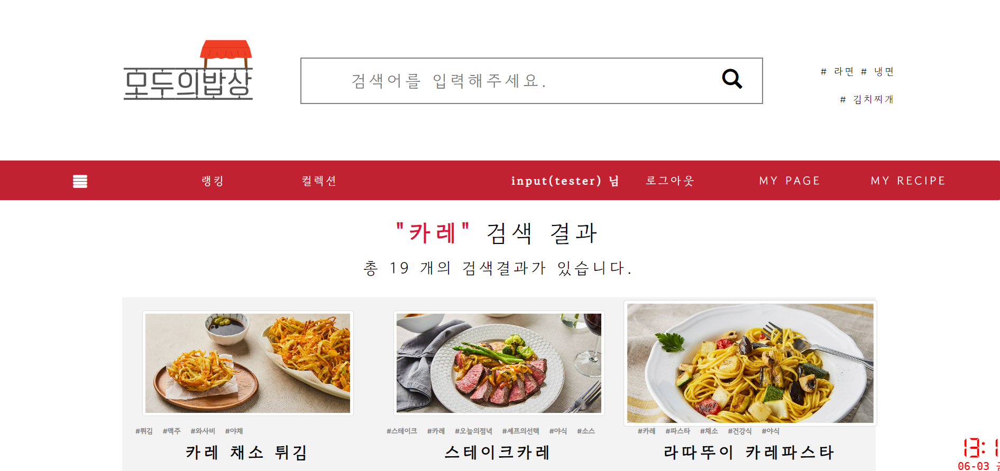 모두의밥상
검색어를 입력해주세요.
# 라면 # 냉면
# 김치찌개
랭킹 컬렉션 input(tester) 님 로그아웃 MY PAGE MY RECIPE
"카레" 검색 결과
총 19 개의 검색결과가 있습니다.
#튀김 #맥주 #와사비 #야채
카레 채소 튀김
#스테이크 #카레 #오늘의점녁 #셰프의선택 #야식 #소스
스테이크카레
#카레 #파스타 #채소 #건강식 #야식
라따뚜이 카레파스타
13:1
06-03